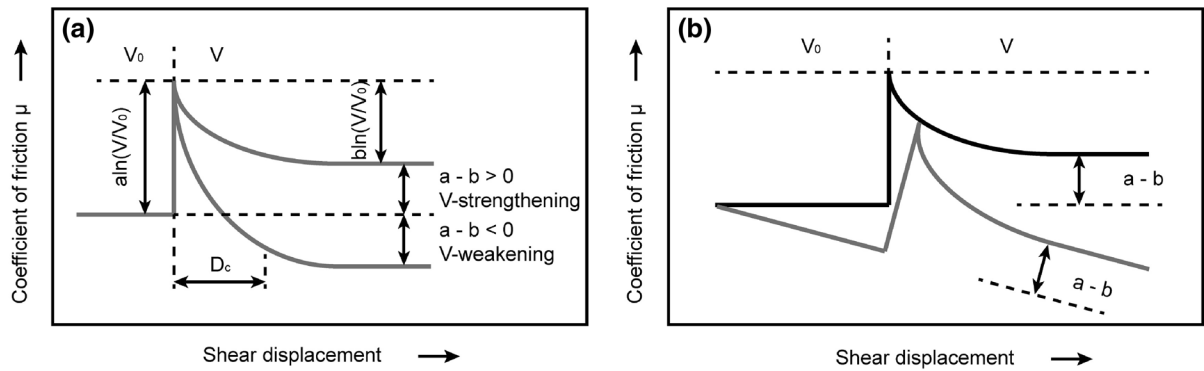 (a)
V₀
V
aln(V/V₀)
bln(V/V₀)
a - b > 0
V-strengthening
a - b < 0
V-weakening
D꜀
Coefficient of friction μ
Shear displacement
(b)
V₀
V
a - b
a - b
Coefficient of friction μ
Shear displacement